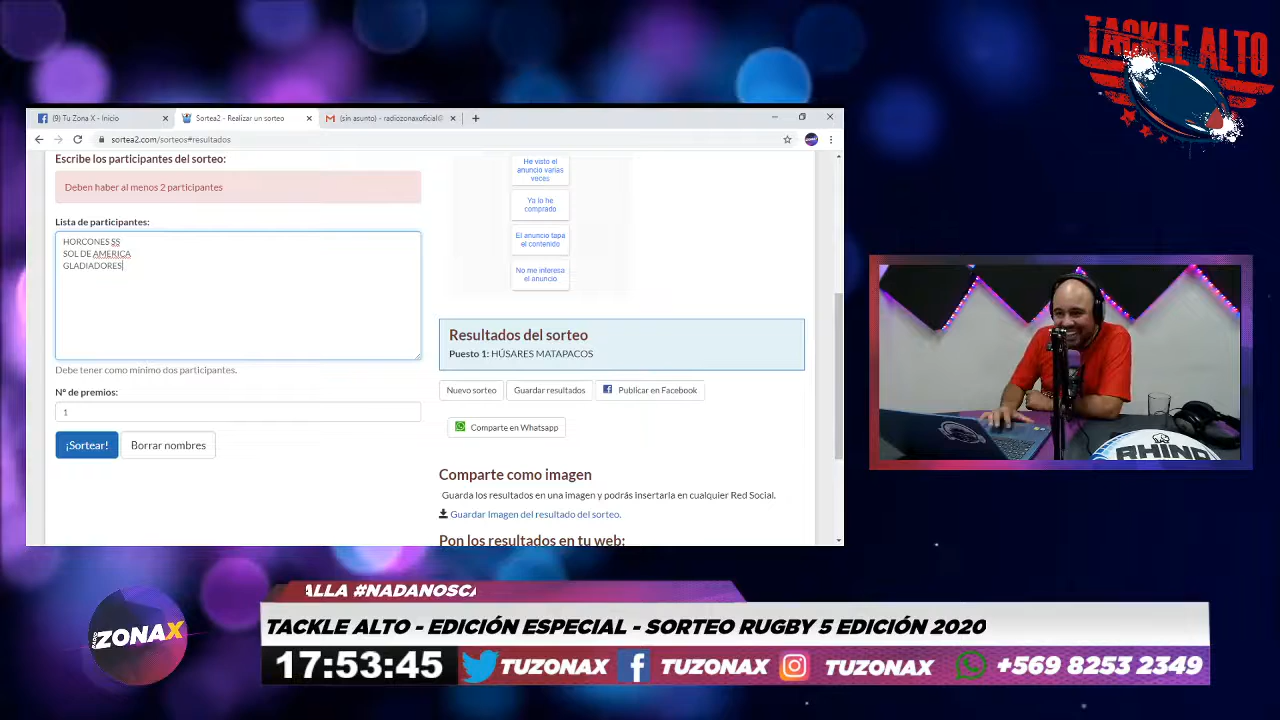 TACKLE ALTO
(9) Tu Zona X - Inicio
Sortea2 - Realizar un sorteo
(sin asunto) - radiozonaxoficial@
sortea2.com/sorteos#resultados
Escribe los participantes del sorteo:
Deben haber al menos 2 participantes
Lista de participantes:
HORCONES SS
SOL DE AMERICA
GLADIADORES
Debe tener como mínimo dos participantes.
Nº de premios:
1
¡Sortear!
Borrar nombres
He visto el
anuncio varias
veces
Ya lo he
comprado
El anuncio tapa
el contenido
No me interesa
el anuncio
Resultados del sorteo
Puesto 1: HÚSARES MATAPACOS
Nuevo sorteo
Guardar resultados
Publicar en Facebook
Comparte en Whatsapp
Comparte como imagen
Guarda los resultados en una imagen y podrás insertarla en cualquier Red Social.
Guardar Imagen del resultado del sorteo.
Pon los resultados en tu web:
RHINO
ALLA #NADANOSCA
ZONAX
TACKLE ALTO - EDICIÓN ESPECIAL - SORTEO RUGBY 5 EDICIÓN 2020
17:53:45 TUZONAX TUZONAX TUZONAX +569 8253 2349